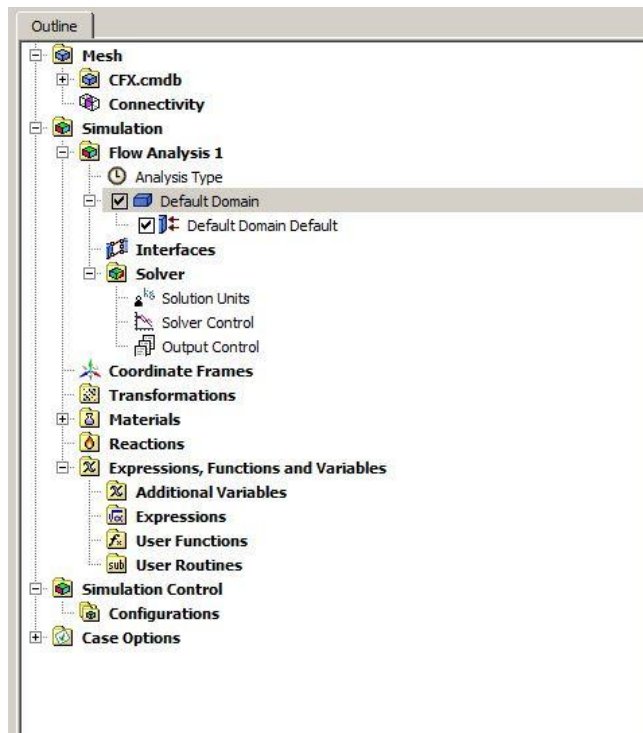 Outline
Mesh
CFX.cmdb
Connectivity
Simulation
Flow Analysis 1
Analysis Type
Default Domain
Default Domain Default
Interfaces
Solver
Solution Units
Solver Control
Output Control
Coordinate Frames
Transformations
Materials
Reactions
Expressions, Functions and Variables
Additional Variables
Expressions
User Functions
User Routines
Simulation Control
Configurations
Case Options